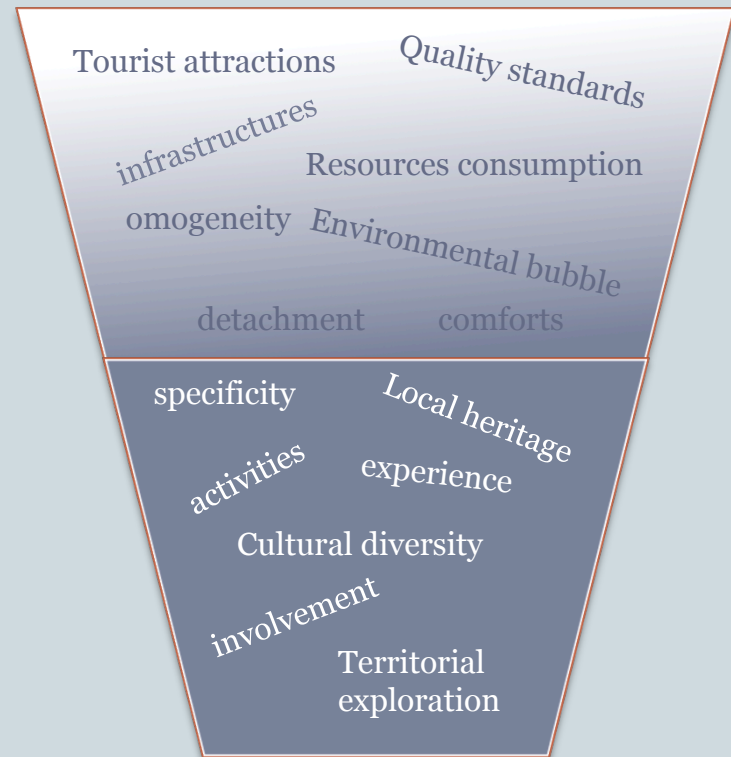 Tourist attractions
Quality standards
infrastructures
Resources consumption
omogeneity
Environmental bubble
detachment
comforts
specificity
Local heritage
activities
experience
Cultural diversity
involvement
Territorial
exploration